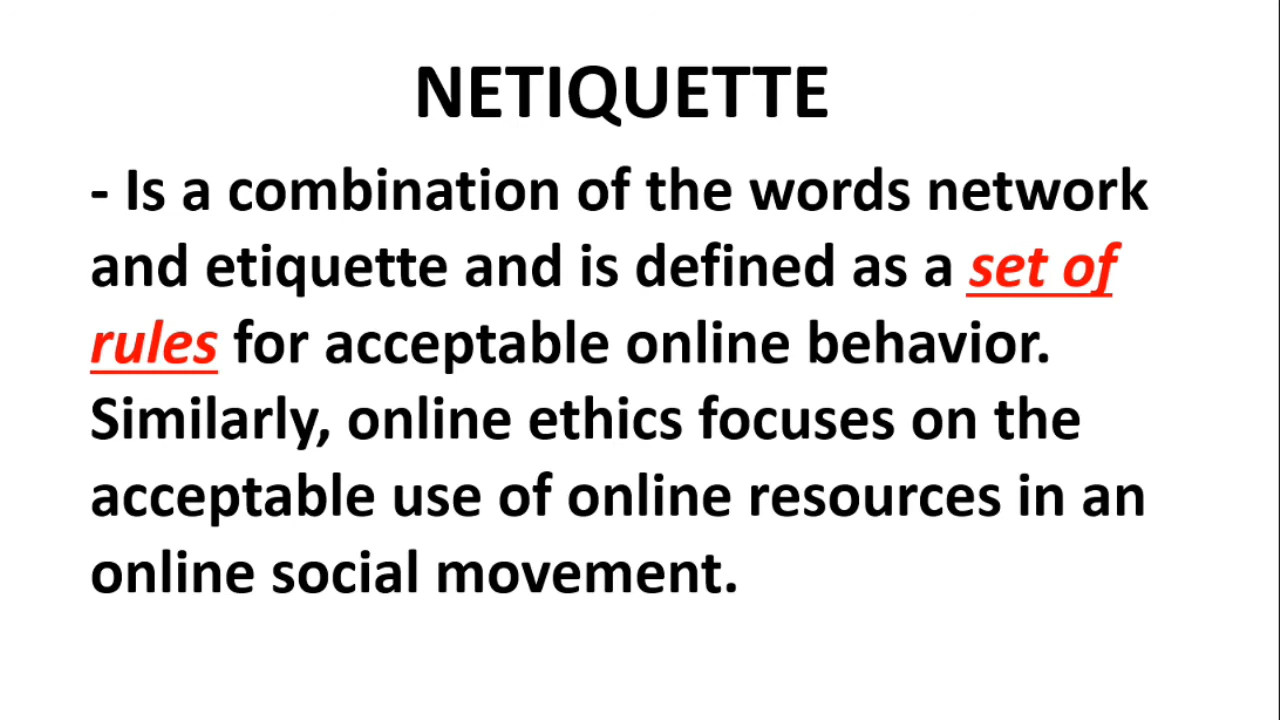 NETIQUETTE
- Is a combination of the words network
and etiquette and is defined as a set of
rules for acceptable online behavior.
Similarly, online ethics focuses on the
acceptable use of online resources in an
online social movement.